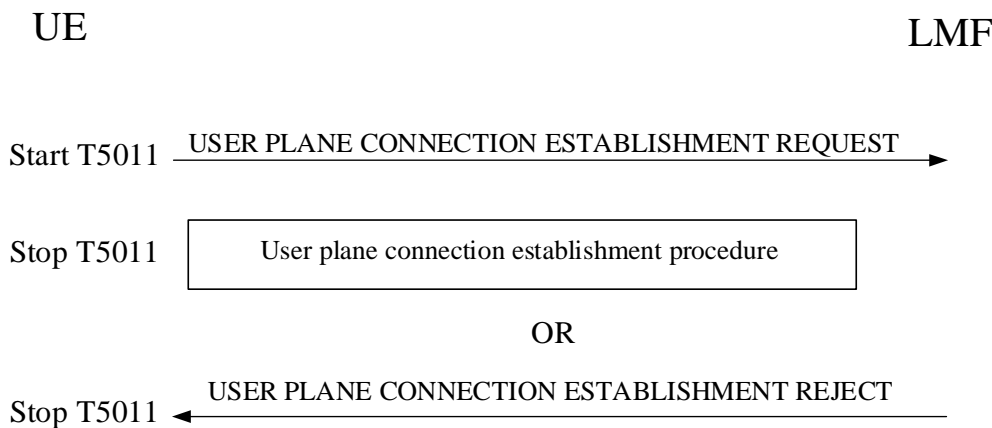 UE
LMF
Start T5011
USER PLANE CONNECTION ESTABLISHMENT REQUEST
Stop T5011
User plane connection establishment procedure
OR
Stop T5011
USER PLANE CONNECTION ESTABLISHMENT REJECT